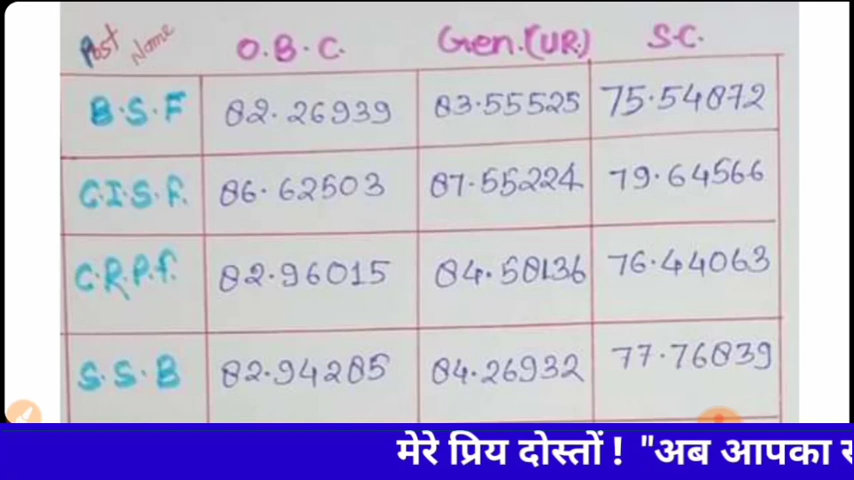 Post Name O.B.C. Gen.(UR) S.C.
B.S.F 82.26939 83.55525 75.54872
C.I.S.F. 86.62503 87.55224 79.64566
C.R.P.f. 82.96015 84.58136 76.44063
S.S.B 82.94285 84.26932 77.76839
मेरे प्रिय दोस्तों ! "अब आपका